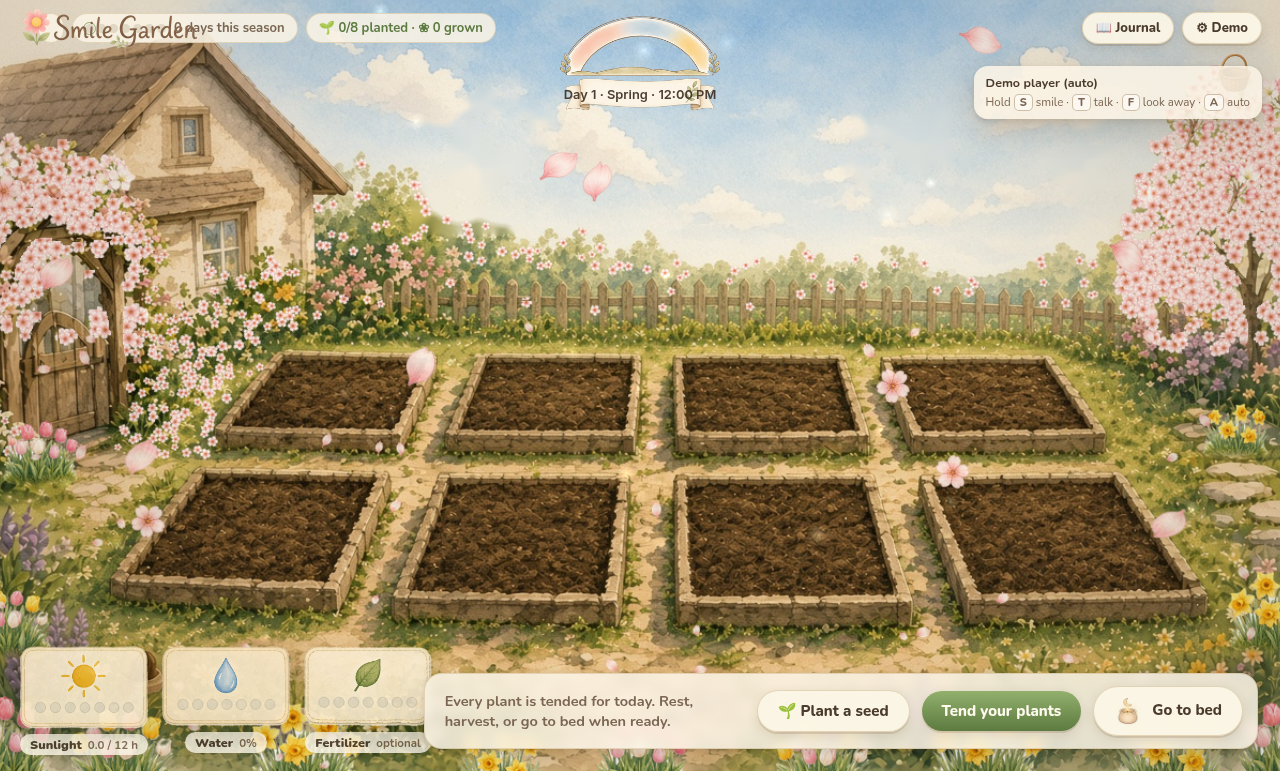 Smile Garden
days this season
🌱 0/8 planted · ❀ 0 grown
Day 1 · Spring · 12:00 PM
📖 Journal
⚙ Demo
Demo player (auto)
Hold S smile · T talk · F look away · A auto
Sunlight 0.0 / 12 h
Water 0%
Fertilizer optional
Every plant is tended for today. Rest,
harvest, or go to bed when ready.
🌱 Plant a seed
Tend your plants
Go to bed